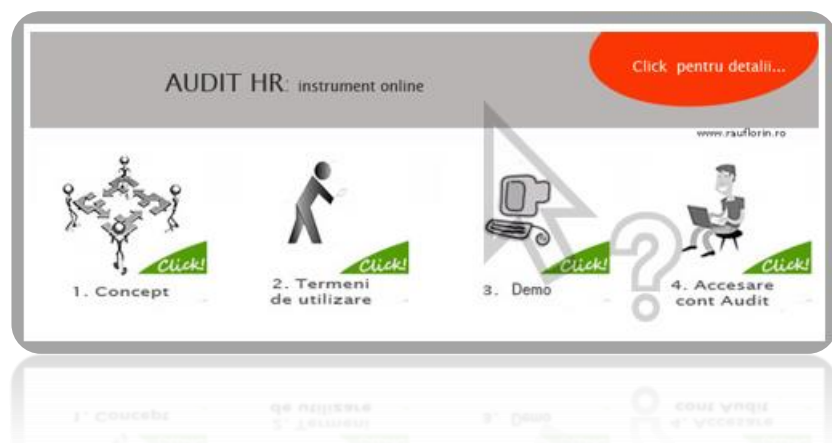 AUDIT HR: instrument online
Click pentru detalii...
www.rauflorin.ro
Click!
Click!
Click!
Click!
1. Concept
2. Termeni
de utilizare
3. Demo
4. Accesare
cont Audit